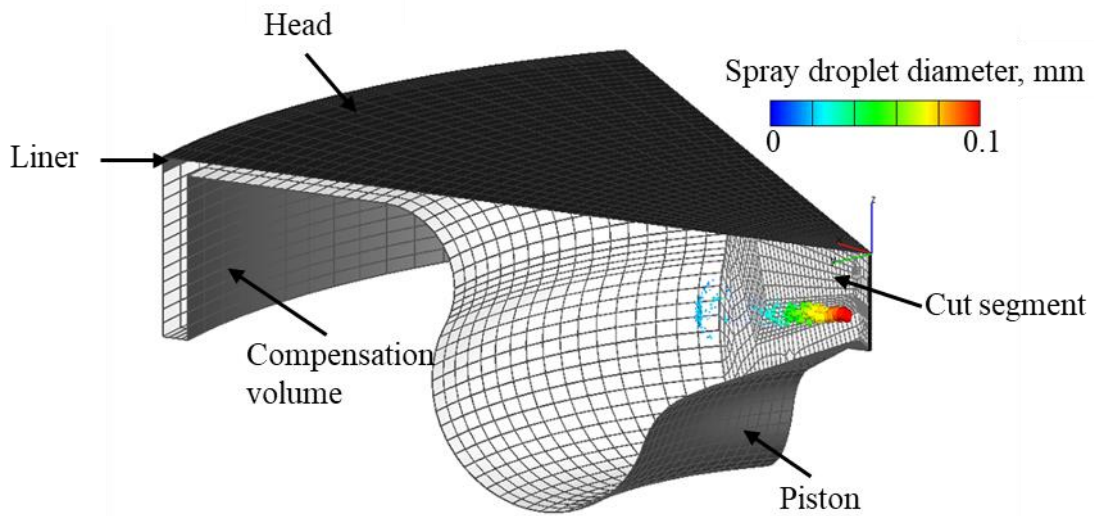 Head
Spray droplet diameter, mm
0 0.1
Liner
z
Cut segment
Compensation
volume
Piston